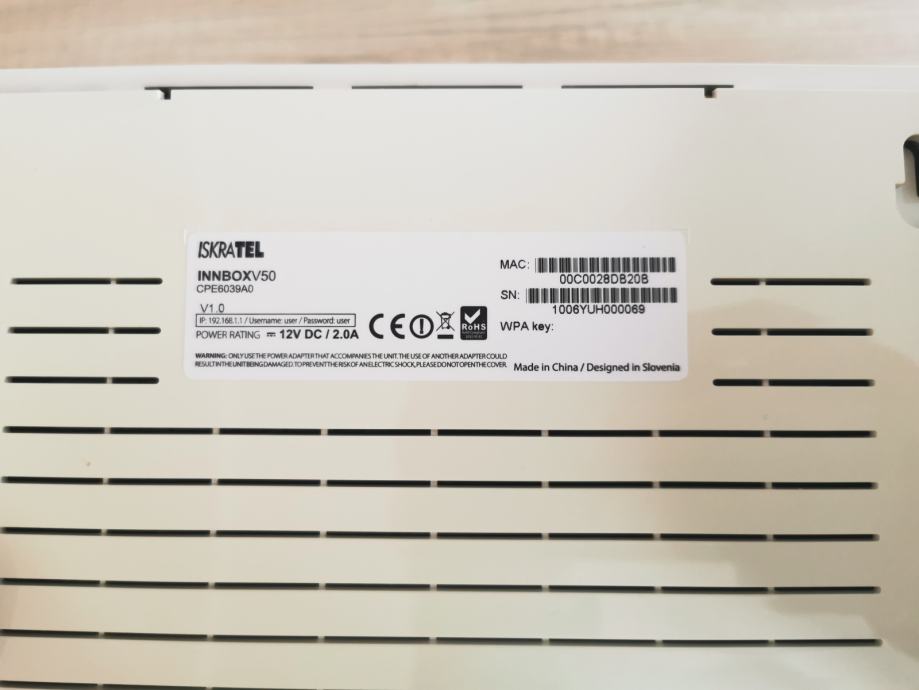 ISKRATEL
INNBOXV50
CPE6039A0
V1.0
IP: 192.168.1.1 / Username: user / Password: user
POWER RATING 12V DC / 2.0A
CE
RoHS
MAC:
00C0028DB20B
SN:
1006YUH000069
WPA key:
WARNING: ONLY USE THE POWER ADAPTER THAT ACCOMPANIES THE UNIT. THE USE OF ANOTHER ADAPTER COULD
RESULT IN THE UNIT BEING DAMAGED. TO PREVENT THE RISK OF AN ELECTRIC SHOCK, PLEASE DO NOT OPEN THE COVER.
Made in China / Designed in Slovenia